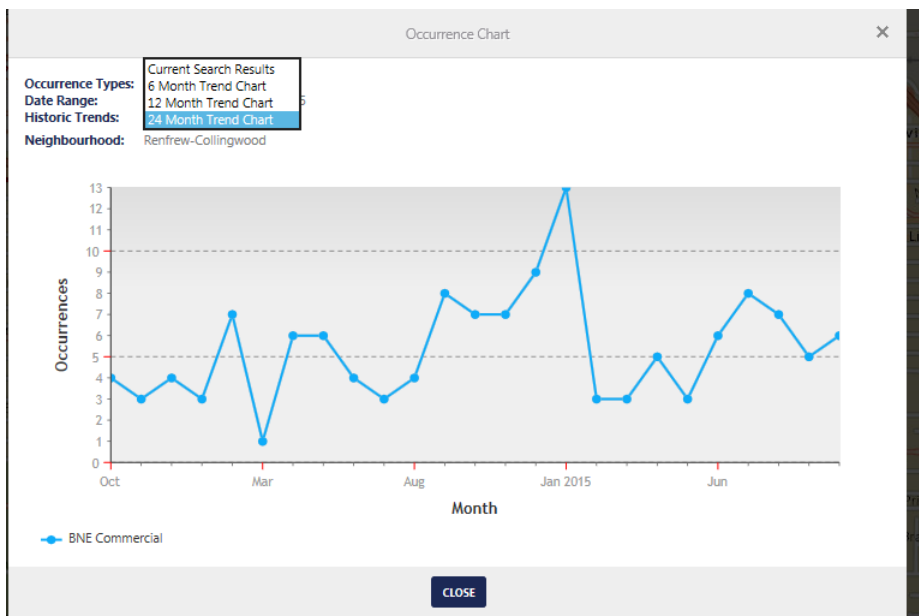 Occurrence Chart
×
Current Search Results
Occurrence Types: 6 Month Trend Chart
Date Range: 12 Month Trend Chart 5
Historic Trends: 24 Month Trend Chart
Neighbourhood: Renfrew-Collingwood
13
12
11
10
9
8
7
6
5
4
3
2
1
0
Occurrences
Oct Mar Aug Jan 2015 Jun
Month
BNE Commercial
CLOSE